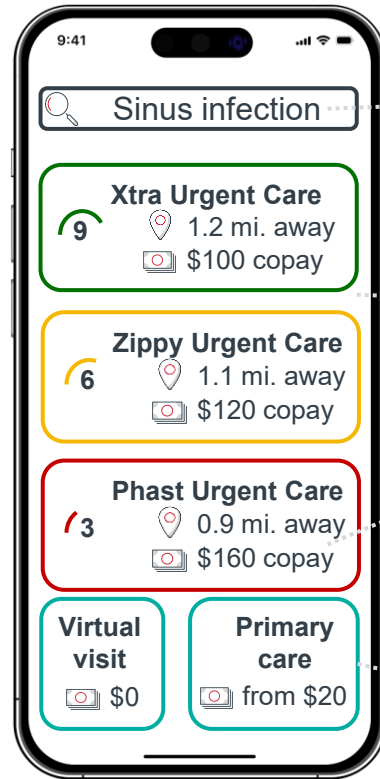 9:41
Sinus infection
Xtra Urgent Care
9
1.2 mi. away
$100 copay
Zippy Urgent Care
6
1.1 mi. away
$120 copay
Phast Urgent Care
3
0.9 mi. away
$160 copay
Virtual
visit
$0
Primary
care
from $20